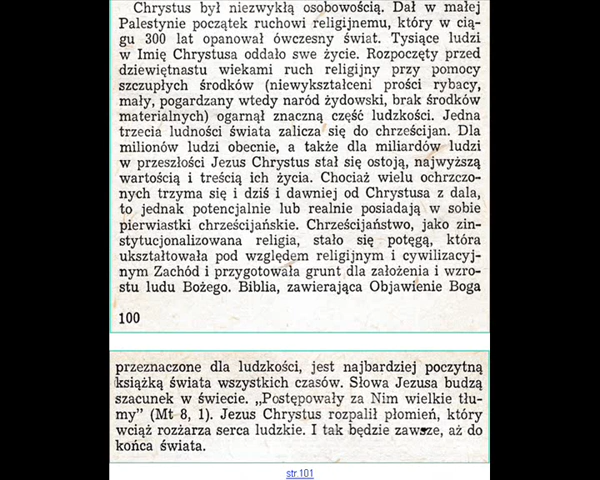 Chrystus był niezwykłą osobowością. Dał w małej
Palestynie początek ruchowi religijnemu, który w cią-
gu 300 lat opanował ówczesny świat. Tysiące ludzi
w Imię Chrystusa oddało swe życie. Rozpoczęty przed
dziewiętnastu wiekami ruch religijny przy pomocy
szczupłych środków (niewykształceni prości rybacy,
mały, pogardzany wtedy naród żydowski, brak środków
materialnych) ogarnął znaczną część ludzkości. Jedna
trzecia ludności świata zalicza się do chrześcijan. Dla
milionów ludzi obecnie, a także dla miliardów ludzi
w przeszłości Jezus Chrystus stał się ostoją, najwyższą
wartością i treścią ich życia. Chociaż wielu ochrzczo-
nych trzyma się i dziś i dawniej od Chrystusa z dala,
to jednak potencjalnie lub realnie posiadają w sobie
pierwiastki chrześcijańskie. Chrześcijaństwo, jako zin-
stytucjonalizowana religia, stało się potęgą, która
ukształtowała pod względem religijnym i cywilizacyj-
nym Zachód i przygotowała grunt dla założenia i wzro-
stu ludu Bożego. Biblia, zawierająca Objawienie Boga
100
przeznaczone dla ludzkości, jest najbardziej poczytną
książką świata wszystkich czasów. Słowa Jezusa budzą
szacunek w świecie. „Postępowały za Nim wielkie tłu-
my” (Mt 8, 1). Jezus Chrystus rozpalił płomień, który
wciąż rozżarza serca ludzkie. I tak będzie zawsze, aż do
końca świata.
str.101